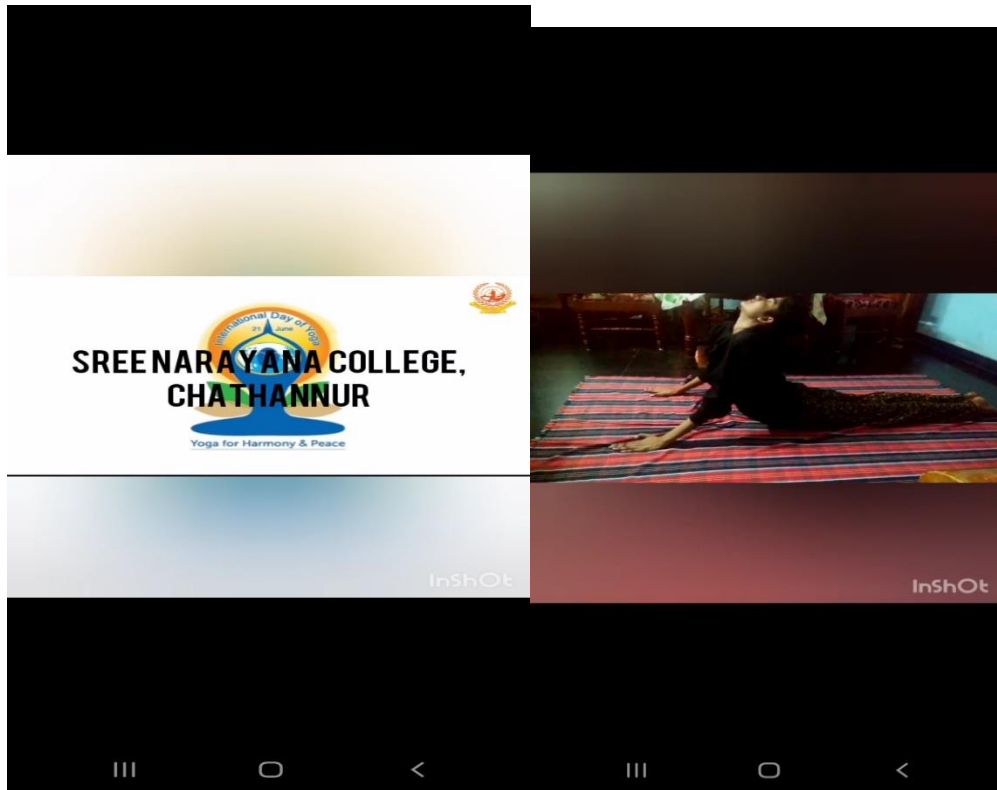 International Day of Yoga
21 June
SREE NARAYANA COLLEGE,
CHATHANNUR
Yoga for Harmony & Peace
InShOt
InShOt